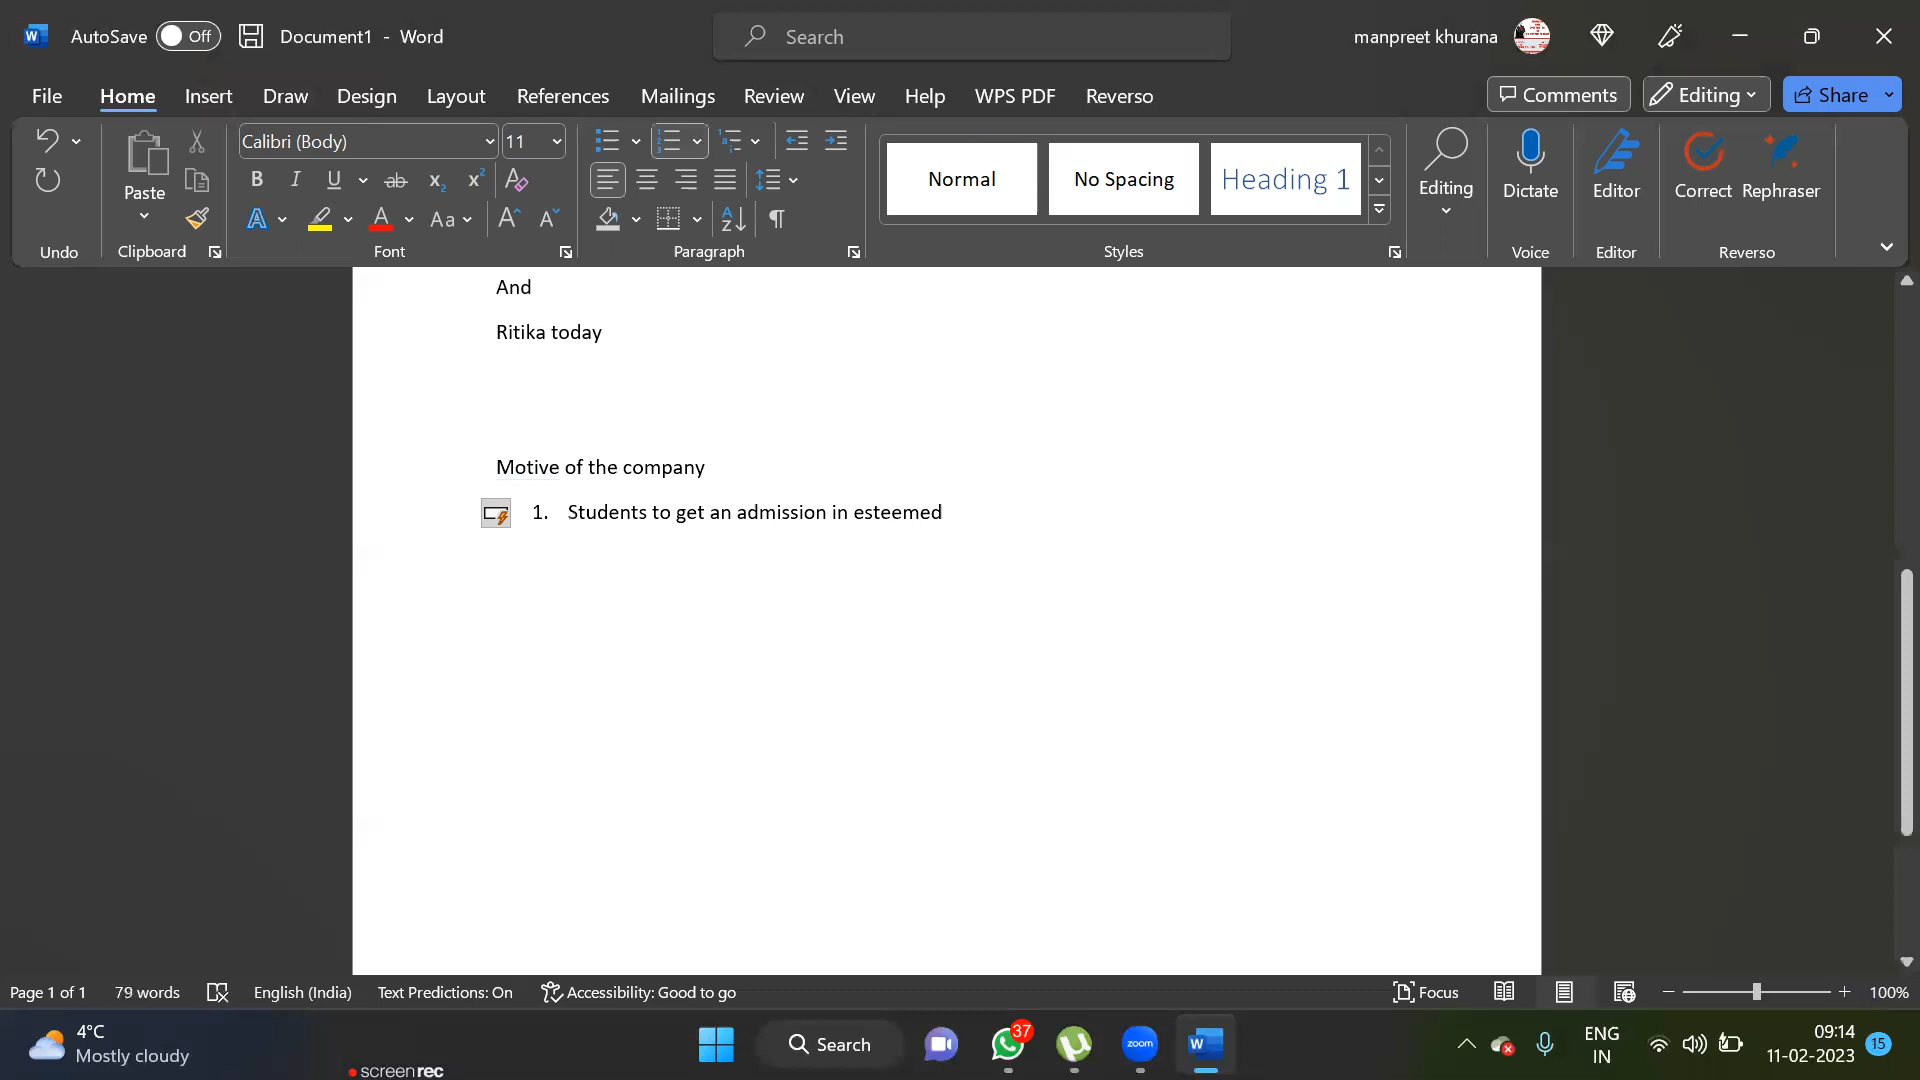 AutoSave Off Document1 - Word Search manpreet khurana
File Home Insert Draw Design Layout References Mailings Review View Help WPS PDF Reverso Comments Editing Share
Calibri (Body) 11
Paste
Normal No Spacing Heading 1
Editing Dictate Editor Correct Rephraser
Undo Clipboard Font Paragraph Styles Voice Editor Reverso
And
Ritika today
Motive of the company
1. Students to get an admission in esteemed
Page 1 of 1 79 words English (India) Text Predictions: On Accessibility: Good to go Focus 100%
4°C
Mostly cloudy
Search
37
zoom
ENG
IN
09:14
11-02-2023
15
screenrec